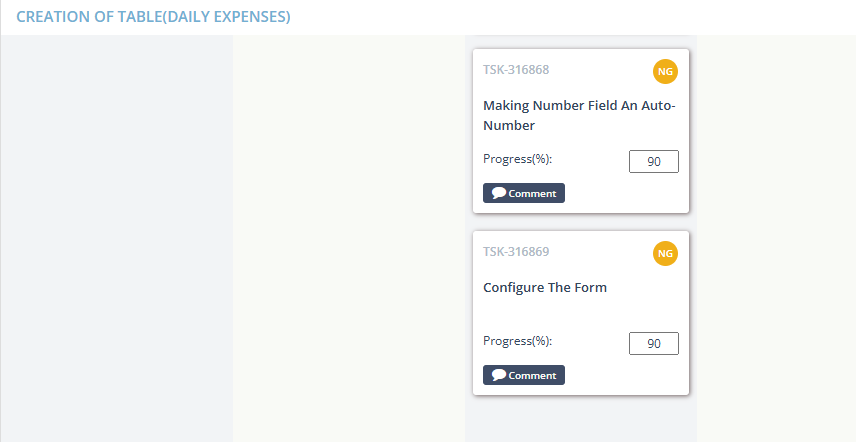 CREATION OF TABLE(DAILY EXPENSES)
TSK-316868
NG
Making Number Field An Auto-
Number
Progress(%):
90
Comment
TSK-316869
NG
Configure The Form
Progress(%):
90
Comment